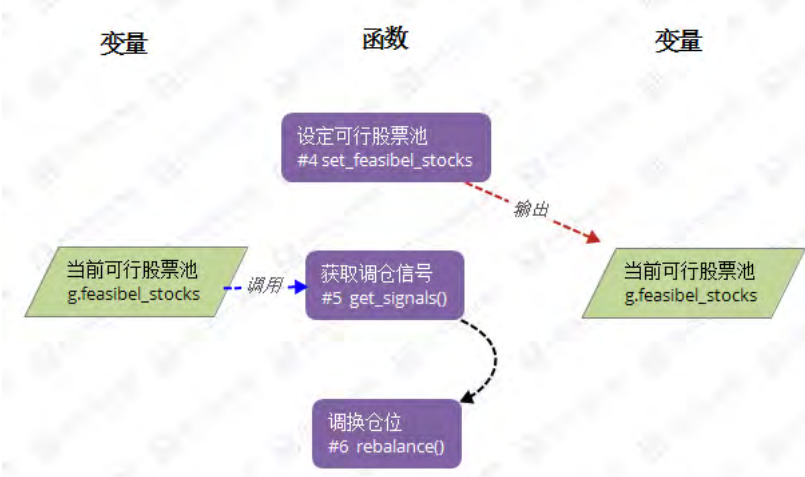 变量
函数
变量
设定可行股票池
#4 set_feasibel_stocks
输出
当前可行股票池
g.feasibel_stocks
调用
获取调仓信号
#5 get_signals()
当前可行股票池
g.feasibel_stocks
调换仓位
#6 rebalance()